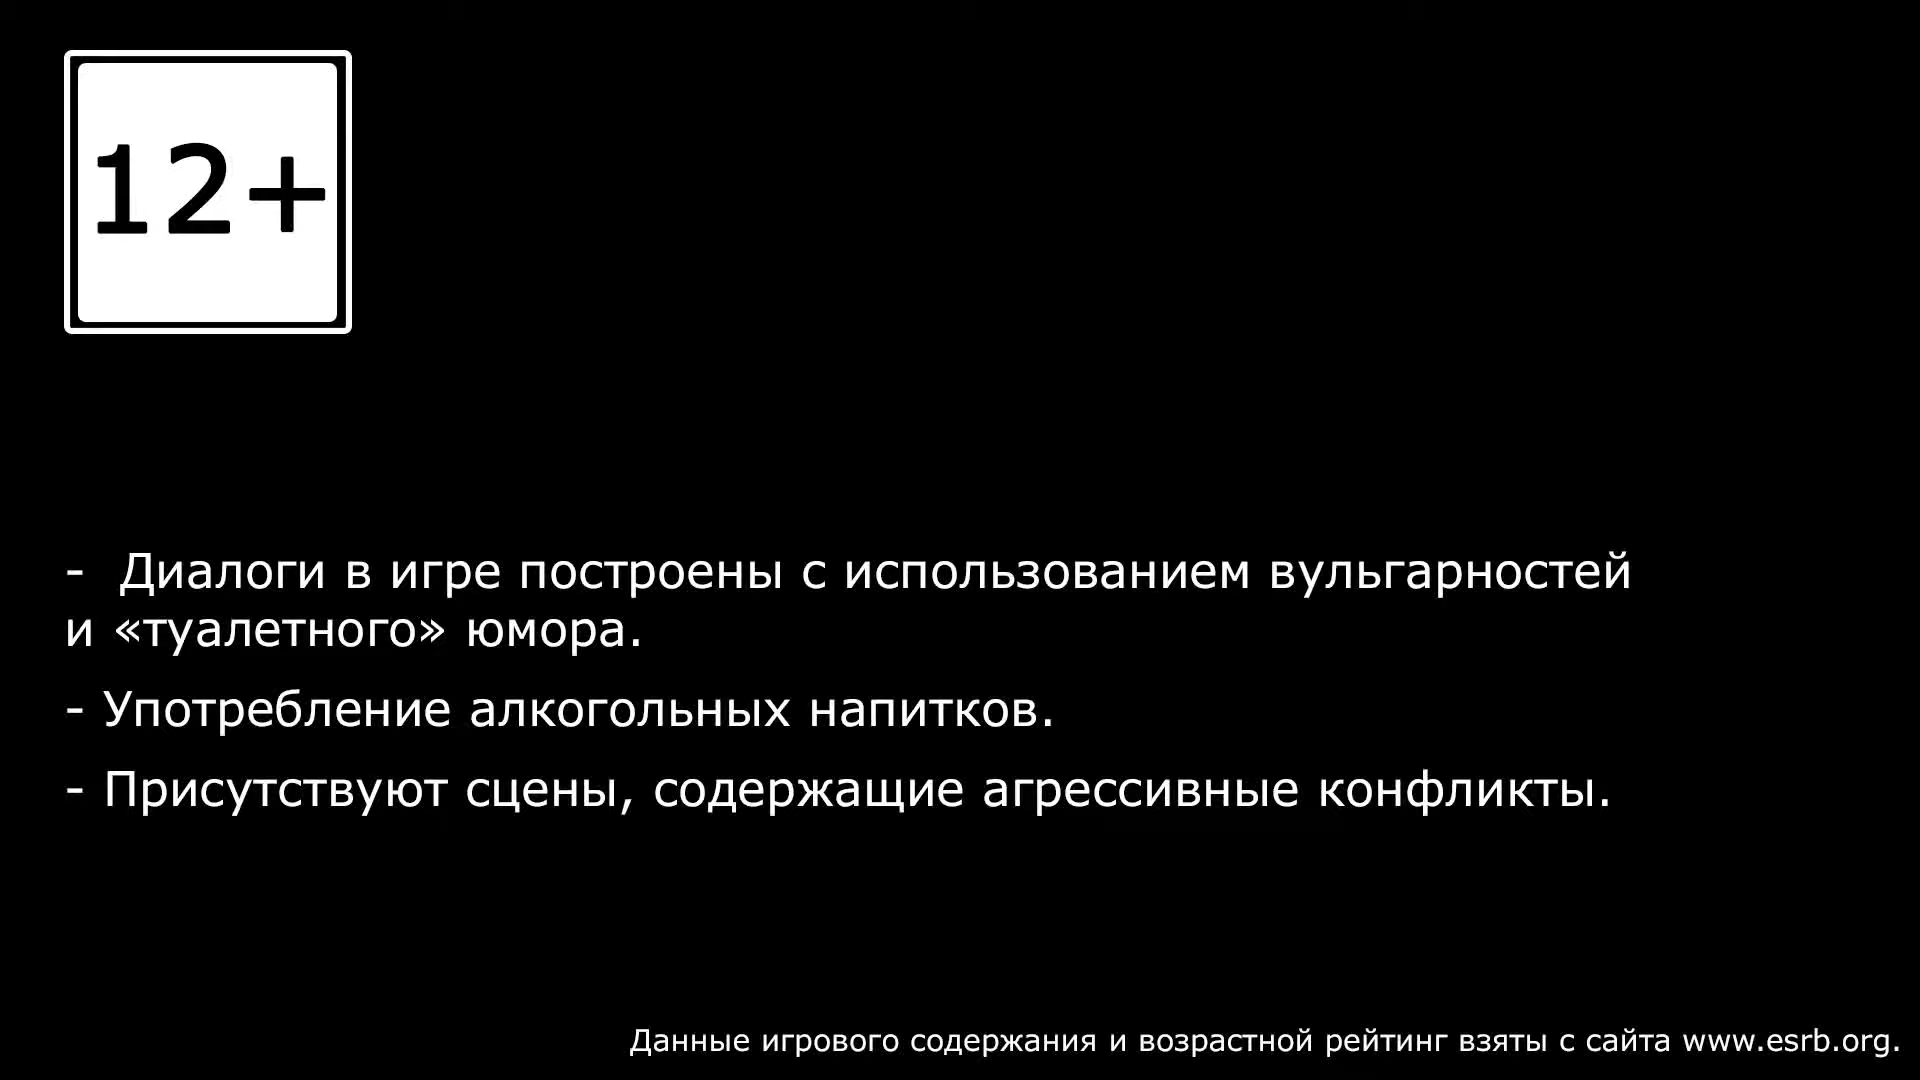 12+
- Диалоги в игре построены с использованием вульгарностей
и «туалетного» юмора.
- Употребление алкогольных напитков.
- Присутствуют сцены, содержащие агрессивные конфликты.
Данные игрового содержания и возрастной рейтинг взяты с сайта www.esrb.org.